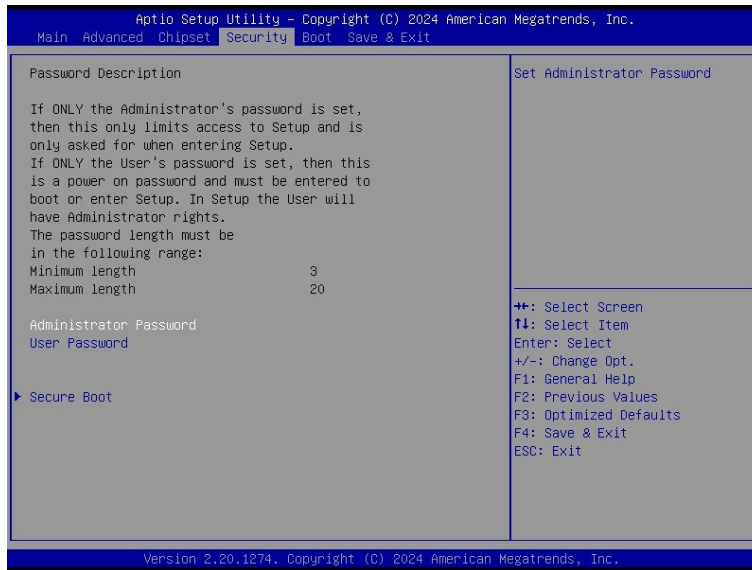 Aptio Setup Utility – Copyright (C) 2024 American Megatrends, Inc.
Main Advanced Chipset Security Boot Save & Exit
Password Description
If ONLY the Administrator's password is set,
then this only limits access to Setup and is
only asked for when entering Setup.
If ONLY the User's password is set, then this
is a power on password and must be entered to
boot or enter Setup. In Setup the User will
have Administrator rights.
The password length must be
in the following range:
Minimum length 3
Maximum length 20
Administrator Password
User Password
Secure Boot
Set Administrator Password
→←: Select Screen
↑↓: Select Item
Enter: Select
+/-: Change Opt.
F1: General Help
F2: Previous Values
F3: Optimized Defaults
F4: Save & Exit
ESC: Exit
Version 2.20.1274. Copyright (C) 2024 American Megatrends, Inc.